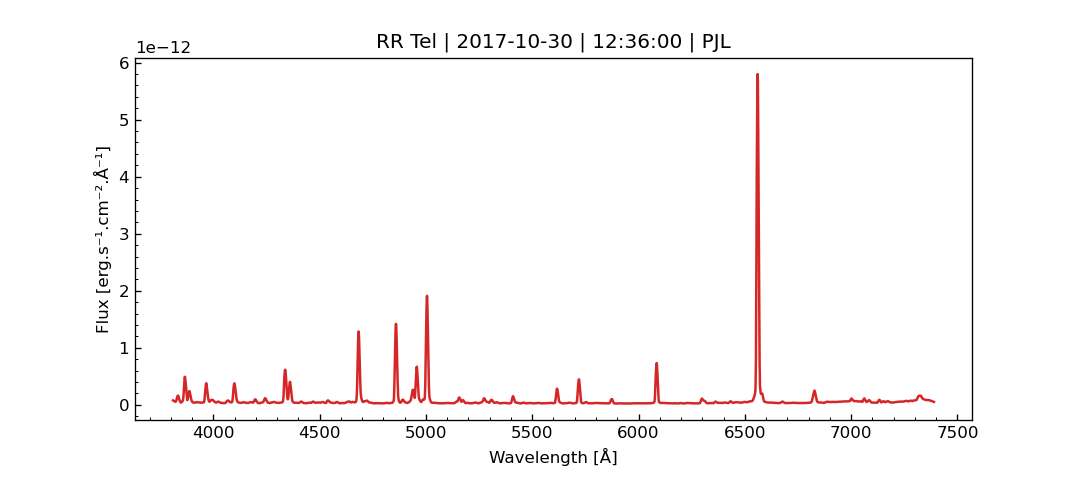 RR Tel | 2017-10-30 | 12:36:00 | PJL
1e−12
6
5
4
3
2
1
0
Flux [erg.s⁻¹.cm⁻².Å⁻¹]
4000 4500 5000 5500 6000 6500 7000 7500
Wavelength [Å]